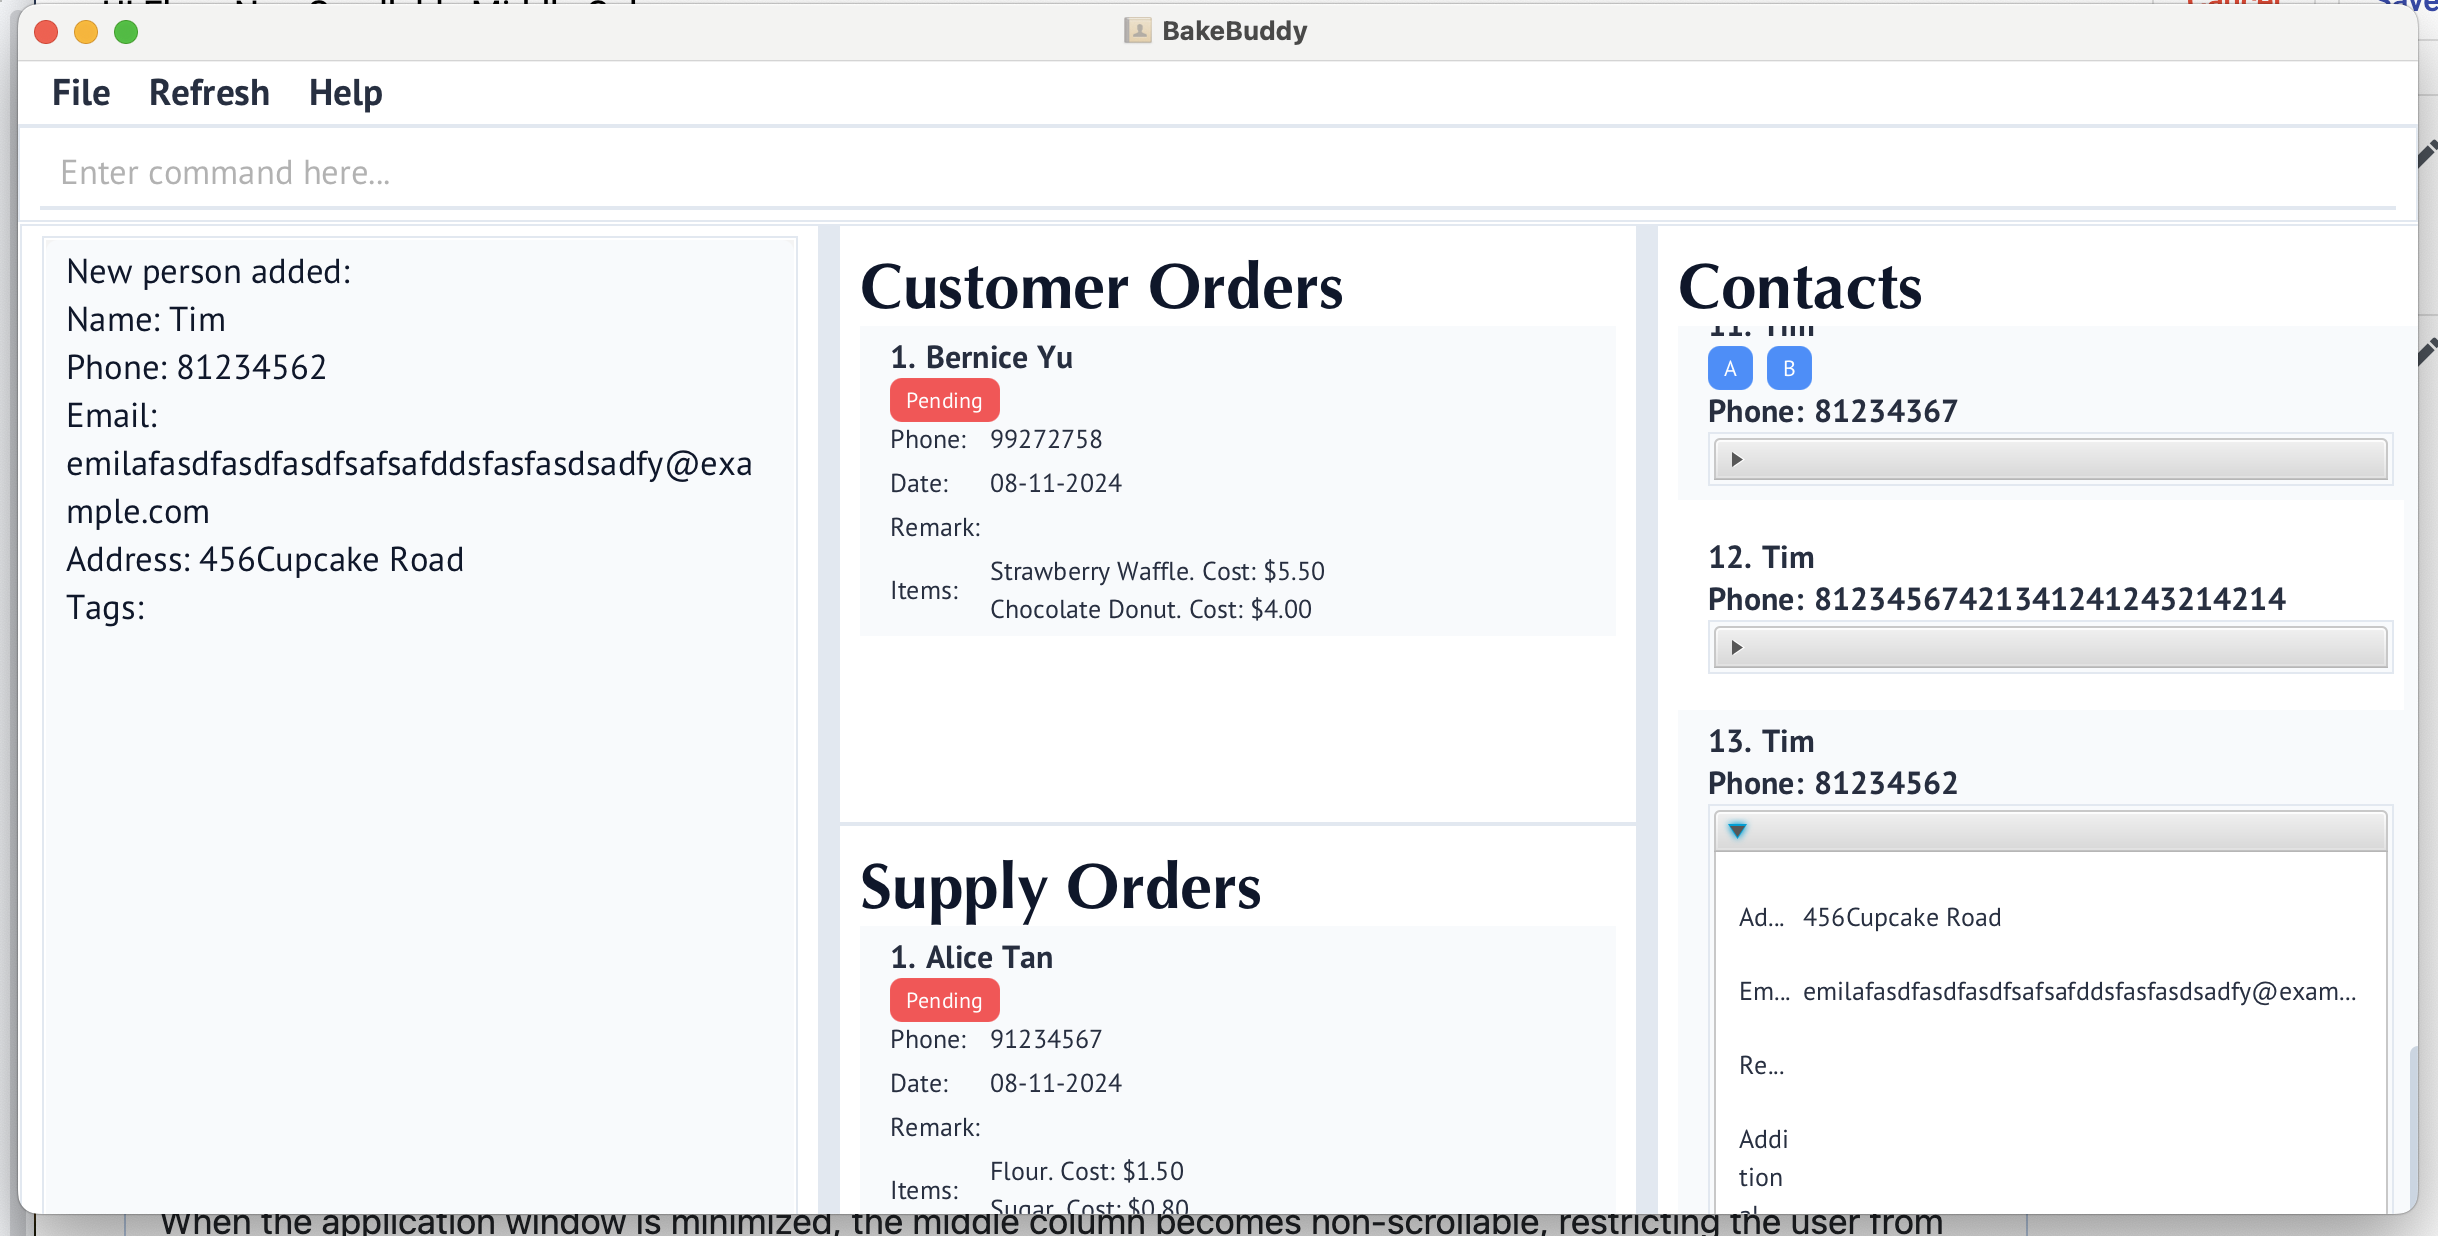 BakeBuddy
File Refresh Help
Enter command here...
New person added:
Name: Tim
Phone: 81234562
Email:
emilafasdfasdfasdfsafsafddsfasfasdsadfy@exa
mple.com
Address: 456Cupcake Road
Tags:
Customer Orders
1. Bernice Yu
Pending
Phone: 99272758
Date: 08-11-2024
Remark:
Items: Strawberry Waffle. Cost: $5.50
Chocolate Donut. Cost: $4.00
Supply Orders
1. Alice Tan
Pending
Phone: 91234567
Date: 08-11-2024
Remark:
Items: Flour. Cost: $1.50
Sugar. Cost: $0.80
Contacts
11. Tim
A B
Phone: 81234367
12. Tim
Phone: 81234567421341241243214214
13. Tim
Phone: 81234562
Ad... 456Cupcake Road
Em... emilafasdfasdfasdfsafsafddsfasfasdsadfy@exam...
Re...
Addi
tion
al
When the application window is minimized, the middle column becomes non-scrollable, restricting the user from